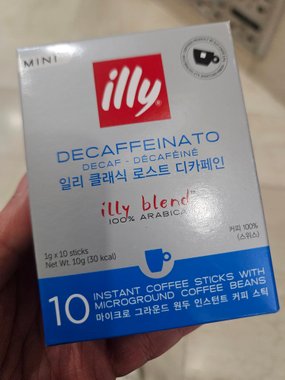 MINI
illy
DECAFFEINATO
DECAF - DÉCAFÉINÉ
일리 클래식 로스트 디카페인
illy blend™
100% ARABICA
1g x 10 sticks
Net Wt. 10g (30 kcal)
커피 100%
(스위스)
10
INSTANT COFFEE STICKS WITH
MICROGROUND COFFEE BEANS
마이크로 그라운드 원두 인스턴트 커피 스틱